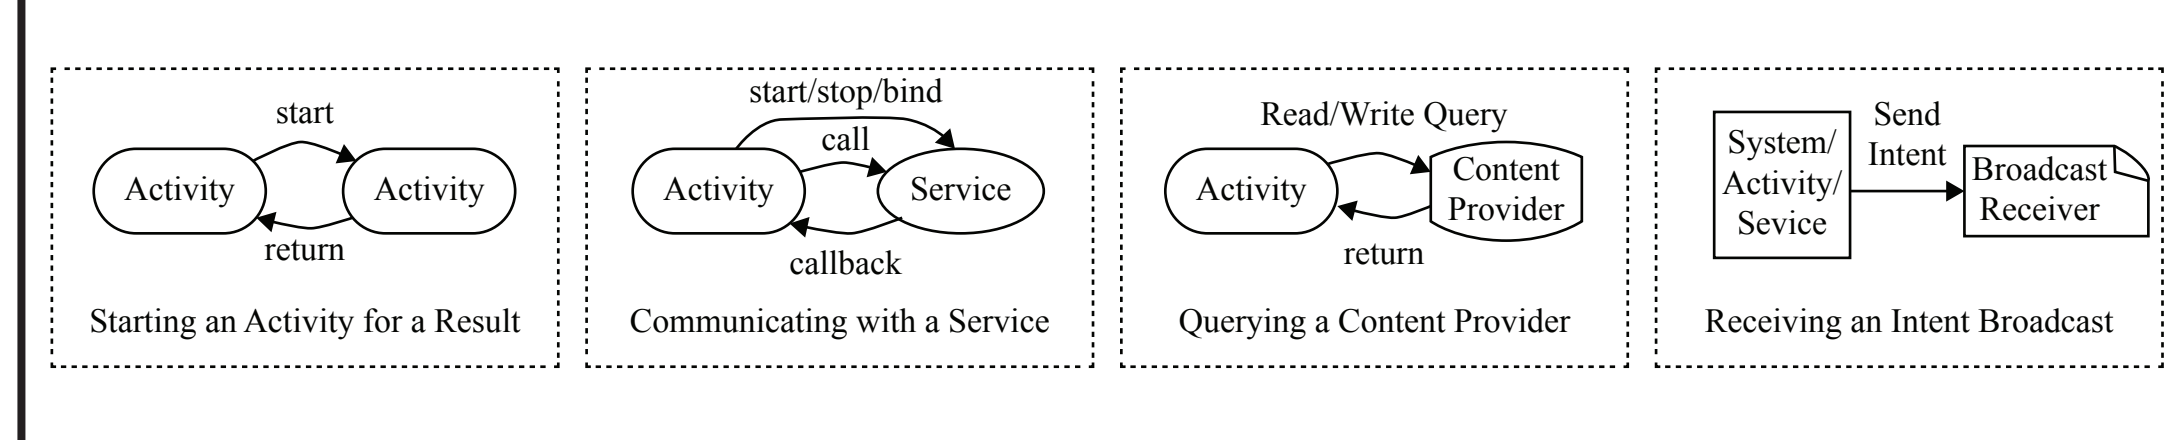 start
Activity
Activity
return
Starting an Activity for a Result
start/stop/bind
call
Activity
Service
callback
Communicating with a Service
Read/Write Query
Activity
Content
Provider
return
Querying a Content Provider
System/
Activity/
Sevice
Send
Intent
Broadcast
Receiver
Receiving an Intent Broadcast